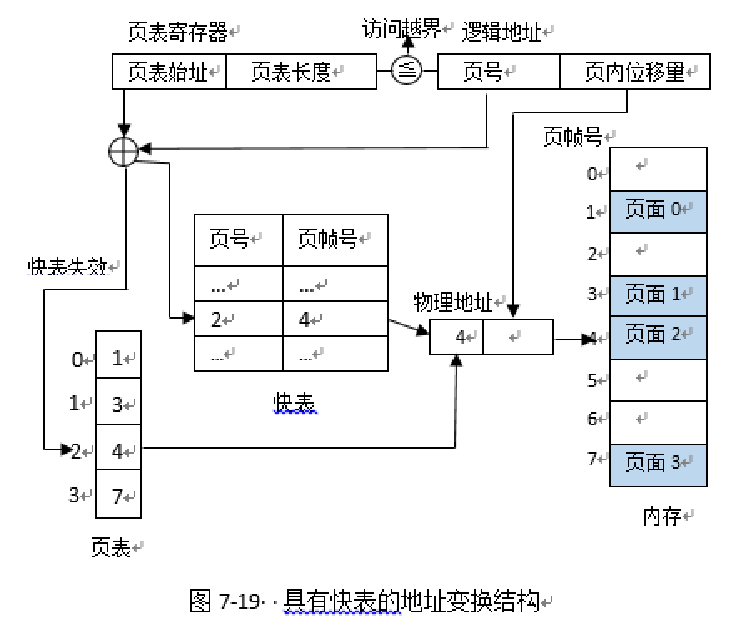 页表寄存器 访问越界 逻辑地址
页表始址 页表长度 ≤ 页号 页内位移量
页帧号
0
1 页面 0
2
3 页面 1
4 页面 2
5
6
7 页面 3
内存
快表失效
页号 页帧号
... ...
2 4
... ...
快表
物理地址
4
0 1
1 3
2 4
3 7
页表
图 7-19· · 具有快表的地址变换结构